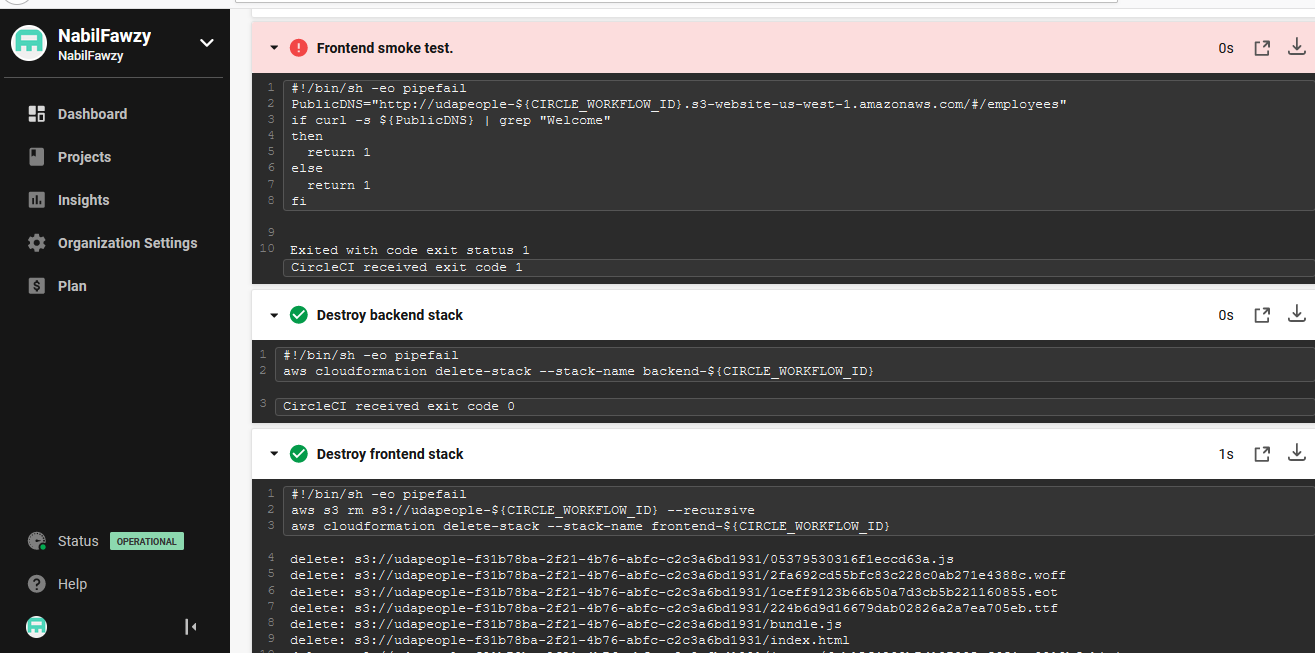 NabilFawzy
NabilFawzy
Dashboard
Projects
Insights
Organization Settings
Plan
Status OPERATIONAL
Help
Frontend smoke test. 0s
1 #!/bin/sh -eo pipefail
2 PublicDNS="http://udapeople-${CIRCLE_WORKFLOW_ID}.s3-website-us-west-1.amazonaws.com/#/employees"
3 if curl -s ${PublicDNS} | grep "Welcome"
4 then
5 return 1
6 else
7 return 1
8 fi
9
10 Exited with code exit status 1
CircleCI received exit code 1
Destroy backend stack 0s
1 #!/bin/sh -eo pipefail
2 aws cloudformation delete-stack --stack-name backend-${CIRCLE_WORKFLOW_ID}
3 CircleCI received exit code 0
Destroy frontend stack 1s
1 #!/bin/sh -eo pipefail
2 aws s3 rm s3://udapeople-${CIRCLE_WORKFLOW_ID} --recursive
3 aws cloudformation delete-stack --stack-name frontend-${CIRCLE_WORKFLOW_ID}
4 delete: s3://udapeople-f31b78ba-2f21-4b76-abfc-c2c3a6bd1931/05379530316f1eccd63a.js
5 delete: s3://udapeople-f31b78ba-2f21-4b76-abfc-c2c3a6bd1931/2fa692cd55bfc83c228c0ab271e4388c.woff
6 delete: s3://udapeople-f31b78ba-2f21-4b76-abfc-c2c3a6bd1931/1ceff9123b66b50a7d3cb5b221160855.eot
7 delete: s3://udapeople-f31b78ba-2f21-4b76-abfc-c2c3a6bd1931/224b6d9d16679dab02826a2a7ea705eb.ttf
8 delete: s3://udapeople-f31b78ba-2f21-4b76-abfc-c2c3a6bd1931/bundle.js
9 delete: s3://udapeople-f31b78ba-2f21-4b76-abfc-c2c3a6bd1931/index.html